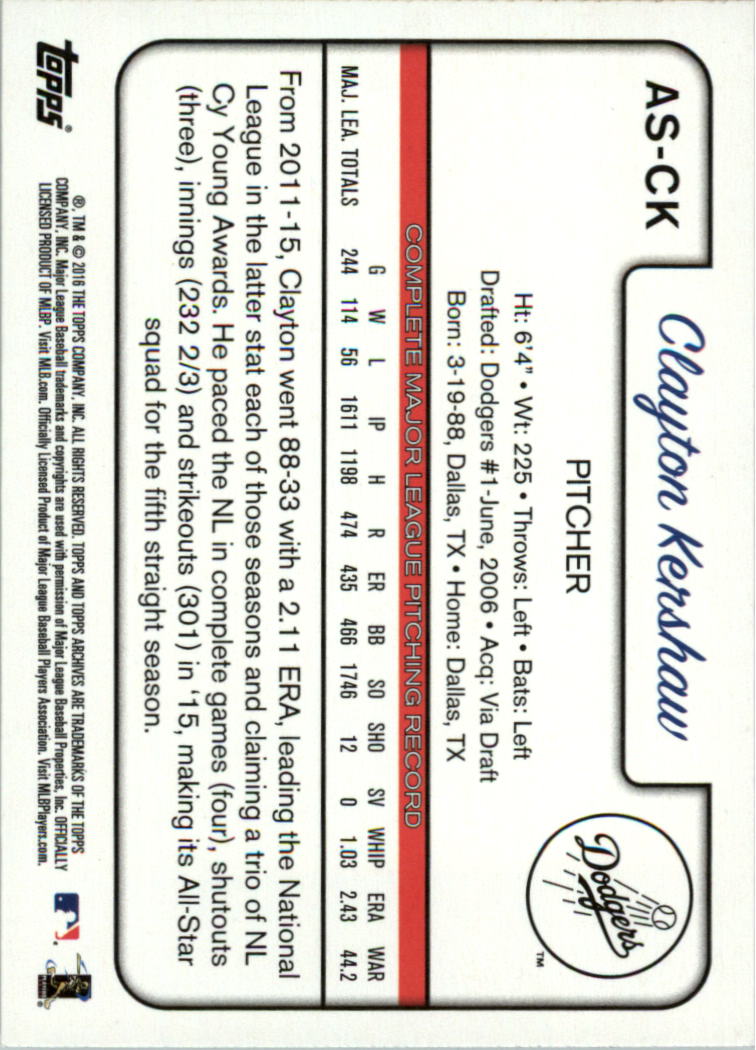 AS-CK
Clayton Kershaw
Dodgers
TM
PITCHER
Ht: 6'4" • Wt: 225 • Throws: Left • Bats: Left
Drafted: Dodgers #1-June, 2006 • Acq: Via Draft
Born: 3-19-88, Dallas, TX • Home: Dallas, TX
COMPLETE MAJOR LEAGUE PITCHING RECORD
G W L IP H R ER BB SO SHO SV WHIP ERA WAR
MAJ. LEA. TOTALS 244 114 56 1611 1198 474 435 466 1746 12 0 1.03 2.43 44.2
From 2011-15, Clayton went 88-33 with a 2.11 ERA, leading the National
League in the latter stat each of those seasons and claiming a trio of NL
Cy Young Awards. He paced the NL in complete games (four), shutouts
(three), innings (232 2/3) and strikeouts (301) in '15, making its All-Star
squad for the fifth straight season.
topps®
®, TM & © 2016 THE TOPPS COMPANY, INC. ALL RIGHTS RESERVED. TOPPS AND TOPPS ARCHIVES ARE TRADEMARKS OF THE TOPPS
COMPANY, INC. Major League Baseball trademarks and copyrights are used with permission of Major League Baseball Properties, Inc. OFFICIALLY
LICENSED PRODUCT OF MLBP. Visit MLB.com. Officially Licensed Product of Major League Baseball Players Association. Visit MLBPlayers.com.